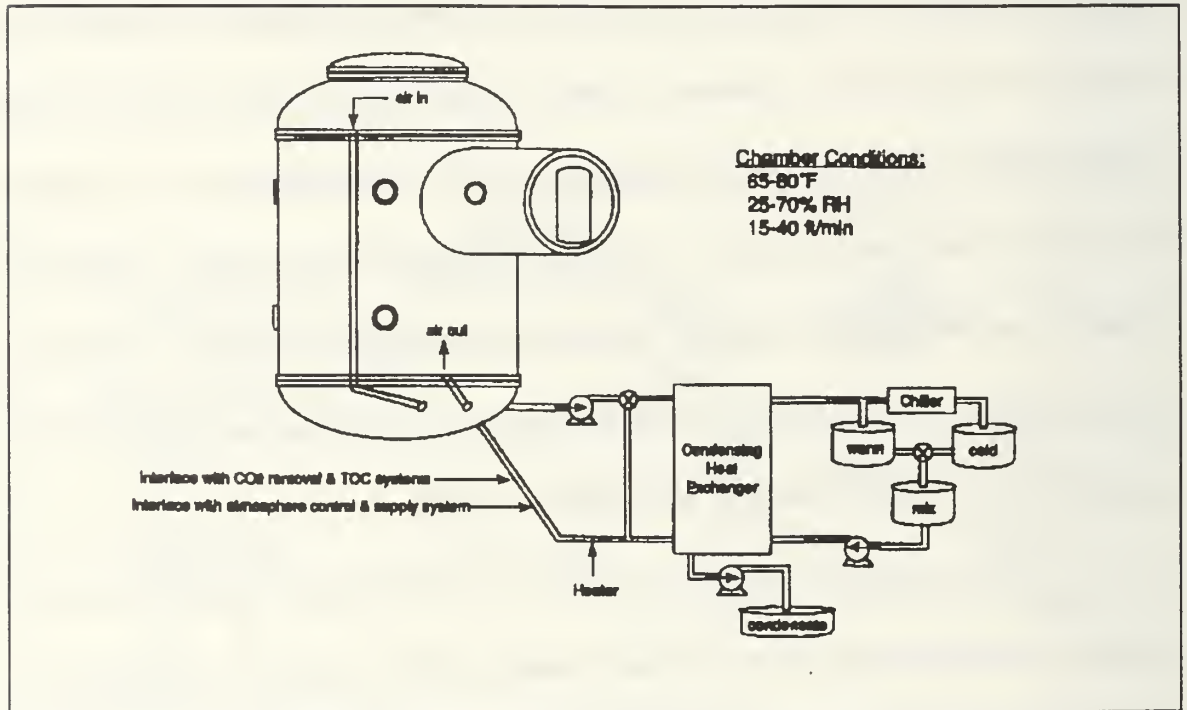 air in
Chamber Conditions:
65-80°F
25-70% RH
15-40 ft/min
air out
Chiller
warm
cold
Condensing
Heat
Exchanger
mix
Interface with CO2 removal & TOC systems
Interface with atmosphere control & supply system
Heater
condensate